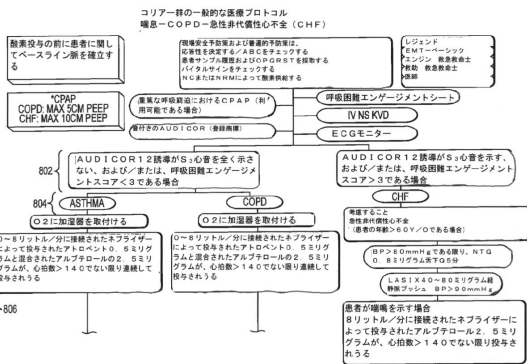 コリアー群の一般的な医療プロトコル
喘息ーCOPDー急性非代償性心不全（CHF）
酸素投与の前に患者に関し
てベースライン脈を確立す
る
*CPAP
COPD: MAX 5CM PEEP
CHF: MAX 10CM PEEP
現場安全予防策および普遍的予防策は、
応答性を決定する／ABCをチェックする
患者サンプル履歴およびPQRSTを採取する
バイタルサインをチェックする
NCまたはNRMによって酸素供給する
レジェンド
EMT－ベーシック
エンジン 救急救命士
救助 救急救命士
医師
重篤な呼吸窮迫におけるCPAP（利
用可能である場合）
呼吸困難エンゲージメントシート
IV NS KVD
管付きのAUDICOR（登録商標）
ECGモニター
802
AUDICOR12誘導がS₃心音を全く示さ
ない、および／または、呼吸困難エンゲージメ
ントスコア＜3である場合
AUDICOR12誘導がS₃心音を示す、
および／または、呼吸困難エンゲージメント
スコア＞3である場合
804
ASTHMA
COPD
CHF
O2に加湿器を取付ける
O2に加湿器を取付ける
考慮すること
急性非代償性心不全
（患者の年齢＞60Y／Oである場合）
0～8リットル／分に接続されたネブライザー
によって投与されたアトロベント0．5ミリグ
ラムと混合されたアルブテロールの2．5ミリ
グラムが、心拍数＞140でない限り連続して
投与されうる
0～8リットル／分に接続されたネブライザー
によって投与されたアトロベント0．5ミリグ
ラムと混合されたアルブテロールの2．5ミリ
グラムが、心拍数＞140でない限り連続して
投与されうる
BP＞80mmHgである限り、NTG
0．8ミリグラム舌下Q5分
LASIX40～80ミリグラム経
静脈プッシュ BP＞90mmHg
806
患者が喘鳴を示す場合
8リットル／分に接続されたネブライザーに
よって投与されたアルブテロール2．5ミリグ
ラムが、心拍数＞140でない限り投与さ
れうる